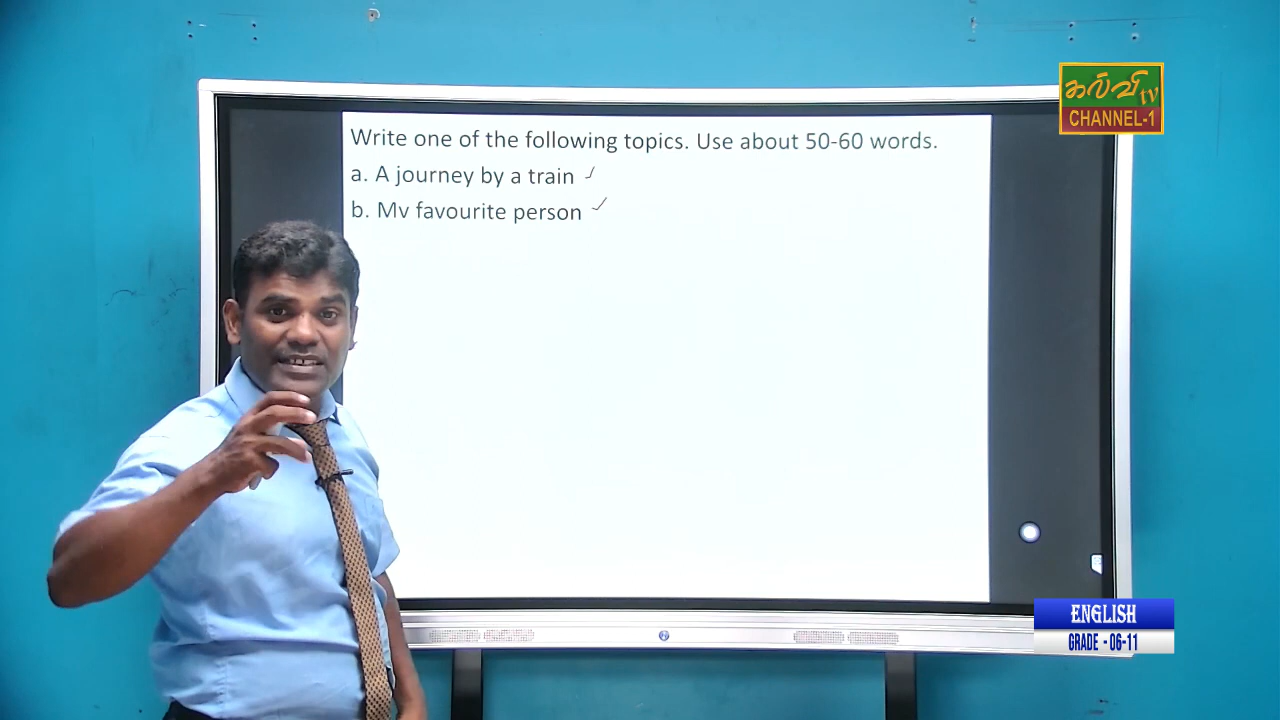 கல்வி tv
CHANNEL-1
Write one of the following topics. Use about 50-60 words.
a. A journey by a train
b. Mv favourite person
ENGLISH
GRADE - 06-11